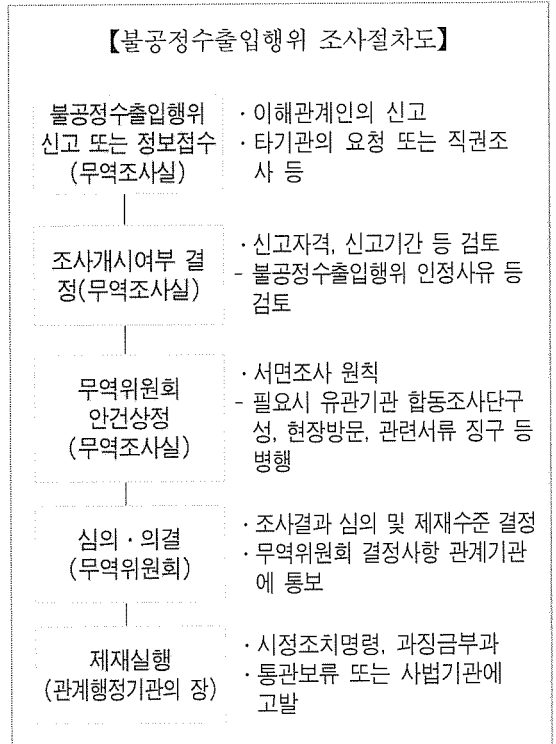 【불공정수출입행위 조사절차도】
불공정수출입행위
신고 또는 정보접수
(무역조사실)
· 이해관계인의 신고
· 타기관의 요청 또는 직권조
사 등
조사개시여부 결
정(무역조사실)
· 신고자격, 신고기간 등 검토
- 불공정수출입행위 인정사유 등
검토
무역위원회
안건상정
(무역조사실)
· 서면조사 원칙
- 필요시 유관기관 합동조사단구
성, 현장방문, 관련서류 징구 등
병행
심의 · 의결
(무역위원회)
· 조사결과 심의 및 제재수준 결정
· 무역위원회 결정사항 관계기관
에 통보
제재실행
(관계행정기관의 장)
· 시정조치명령, 과징금부과
· 통관보류 또는 사법기관에
고발